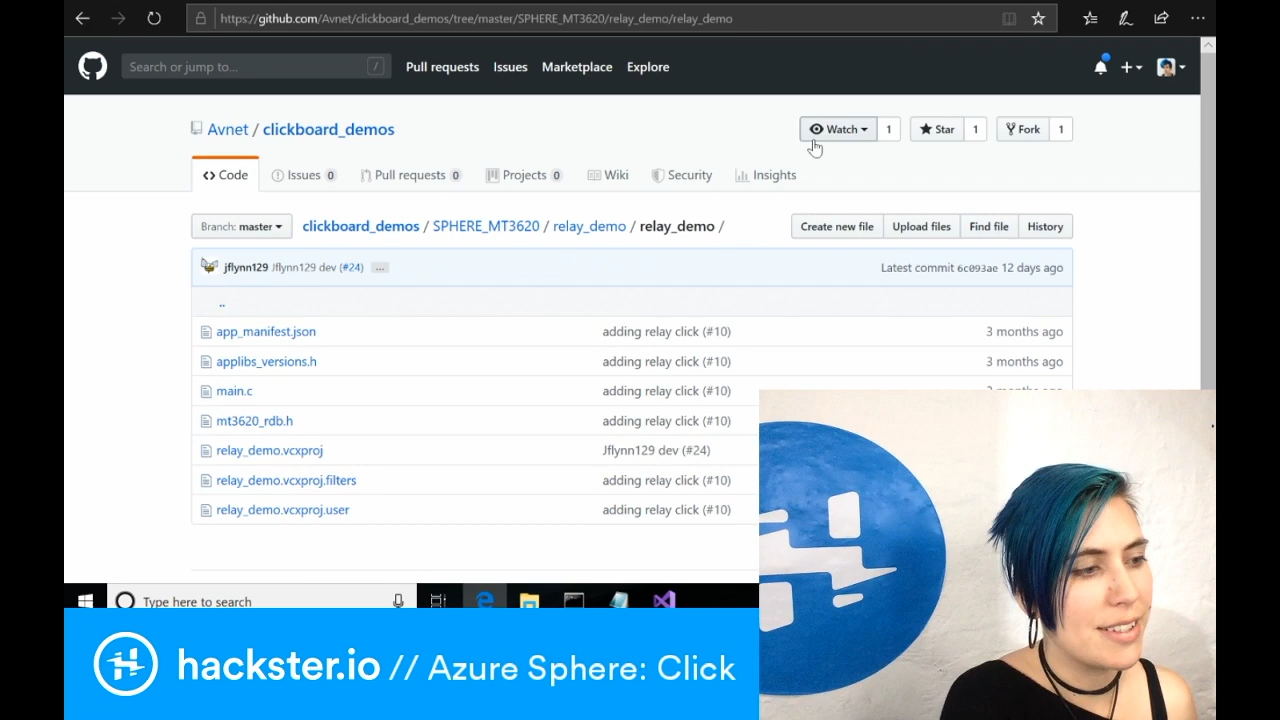 https://github.com/Avnet/clickboard_demos/tree/master/SPHERE_MT3620/relay_demo/relay_demo
Search or jump to... / Pull requests Issues Marketplace Explore
Avnet / clickboard_demos Watch 1 Star 1 Fork 1
Code Issues 0 Pull requests 0 Projects 0 Wiki Security Insights
Branch: master clickboard_demos / SPHERE_MT3620 / relay_demo / relay_demo / Create new file Upload files Find file History
jflynn129 Jflynn129 dev (#24) ... Latest commit 6c093ae 12 days ago
..
app_manifest.json adding relay click (#10) 3 months ago
applibs_versions.h adding relay click (#10) 3 months ago
main.c adding relay click (#10) 3 months ago
mt3620_rdb.h adding relay click (#10)
relay_demo.vcxproj Jflynn129 dev (#24)
relay_demo.vcxproj.filters adding relay click (#10)
relay_demo.vcxproj.user adding relay click (#10)
Type here to search
hackster.io // Azure Sphere: Click